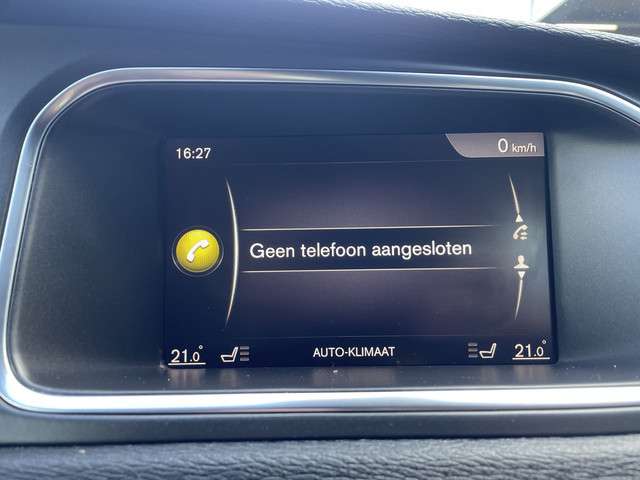 16:27
0 km/h
Geen telefoon aangesloten
21.0°
AUTO-KLIMAAT
21.0°